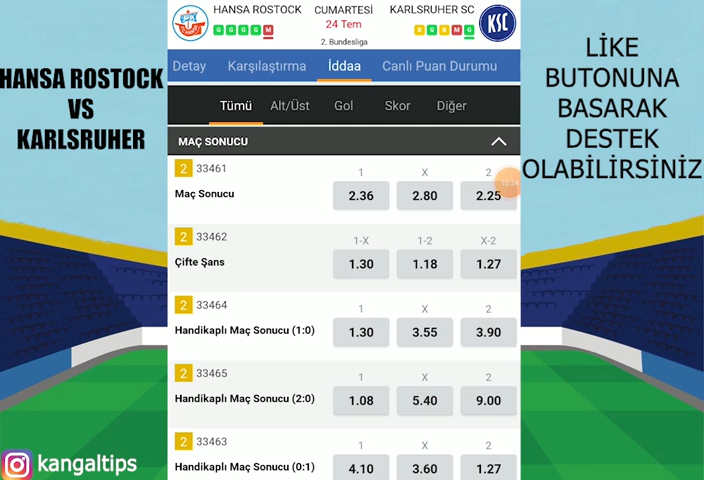 HANSA ROSTOCK
CUMARTESİ
KARLSRUHER SC
24 Tem
G G G G M
B G B M G
KSC
2. Bundesliga
HANSA ROSTOCK
VS
KARLSRUHER
LİKE
BUTONUNA
BASARAK
DESTEK
OLABİLİRSİNİZ
Detay Karşılaştırma İddaa Canlı Puan Durumu
Tümü Alt/Üst Gol Skor Diğer
MAÇ SONUCU
2 33461 1 X 2
Maç Sonucu 2.36 2.80 2.25
2 33462 1-X 1-2 X-2
Çifte Şans 1.30 1.18 1.27
2 33464 1 X 2
Handikaplı Maç Sonucu (1:0) 1.30 3.55 3.90
2 33465 1 X 2
Handikaplı Maç Sonucu (2:0) 1.08 5.40 9.00
2 33463 1 X 2
Handikaplı Maç Sonucu (0:1) 4.10 3.60 1.27
kangaltips